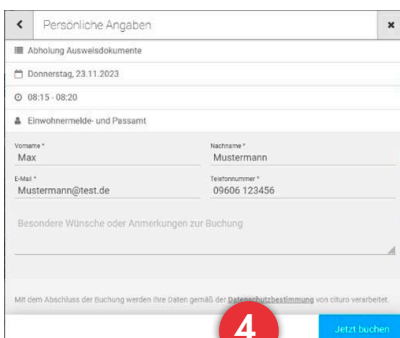 Persönliche Angaben
Abholung Ausweisdokumente
Donnerstag, 23.11.2023
08:15 - 08:20
Einwohnermelde- und Passamt
Vorname * Nachname *
Max Mustermann
E-Mail * Telefonnummer *
Mustermann@test.de 09606 123456
Besondere Wünsche oder Anmerkungen zur Buchung
Mit dem Abschluss der Buchung werden Ihre Daten gemäß der Datenschutzbestimmung von cituro verarbeitet.
4 Jetzt buchen